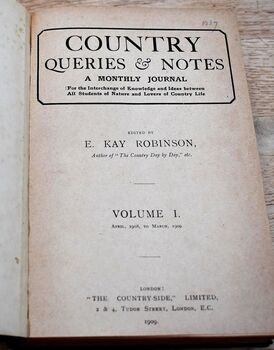 COUNTRY
QUERIES & NOTES
A MONTHLY JOURNAL
(For the Interchange of Knowledge and Ideas between
All Students of Nature and Lovers of Country Life
EDITED BY
E. KAY ROBINSON,
Author of "The Country Day by Day," etc.
VOLUME I.
APRIL, 1908, TO MARCH, 1909
LONDON:
"THE COUNTRY-SIDE," LIMITED,
2 & 4, TUDOR STREET, LONDON, E.C.
1909.